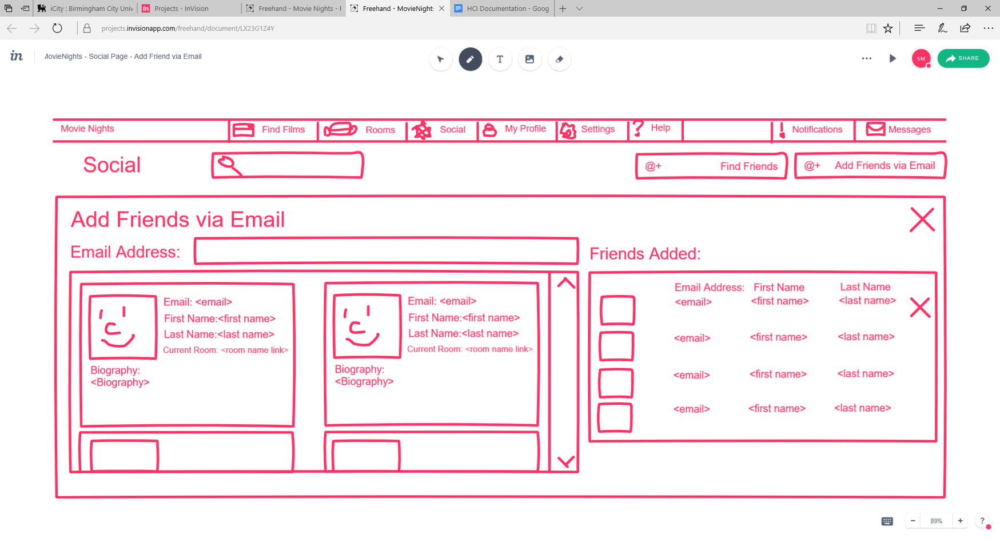 iCity : Birmingham City Univ
Projects - InVision
Freehand - Movie Nights - F
Freehand - MovieNights
HCI Documentation - Goog
projects.invisionapp.com/freehand/document/LX23G1Z4Y
in
MovieNights - Social Page - Add Friend via Email
T
SM
SHARE
Movie Nights
Find Films
Rooms
Social
My Profile
Settings
? Help
! Notifications
Messages
Social
@+ Find Friends
@+ Add Friends via Email
Add Friends via Email
Email Address:
Friends Added:
Email: <email>
First Name:<first name>
Last Name:<last name>
Current Room: <room name link>
Biography:
<Biography>
Email: <email>
First Name:<first name>
Last Name:<last name>
Current Room: <room name link>
Biography:
<Biography>
Email Address: First Name Last Name
<email> <first name> <last name>
<email> <first name> <last name>
<email> <first name> <last name>
<email> <first name> <last name>
89%
?